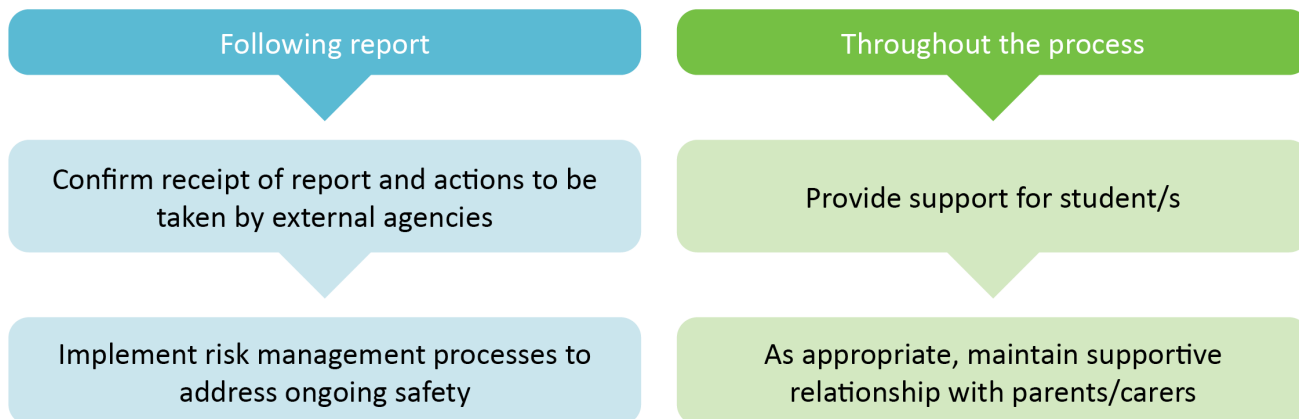 Following report
Confirm receipt of report and actions to be
taken by external agencies
Implement risk management processes to
address ongoing safety
Throughout the process
Provide support for student/s
As appropriate, maintain supportive
relationship with parents/carers